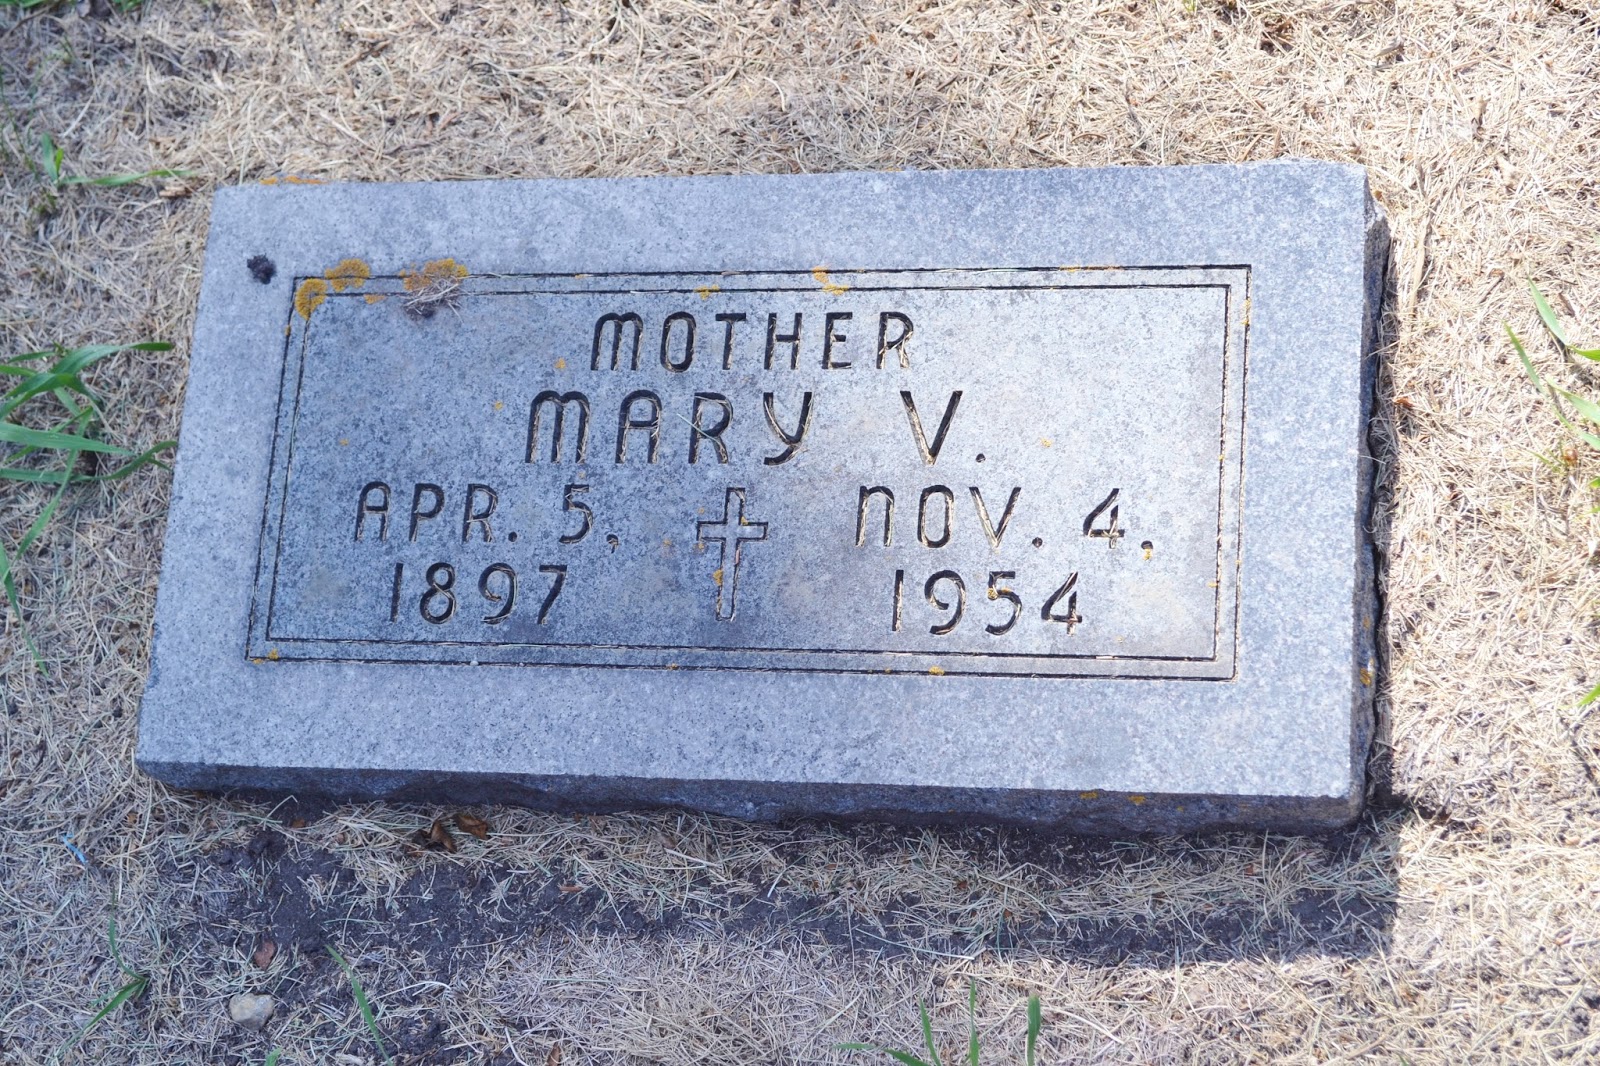 MOTHER
MARY V.
APR. 5, NOV. 4,
1897 1954